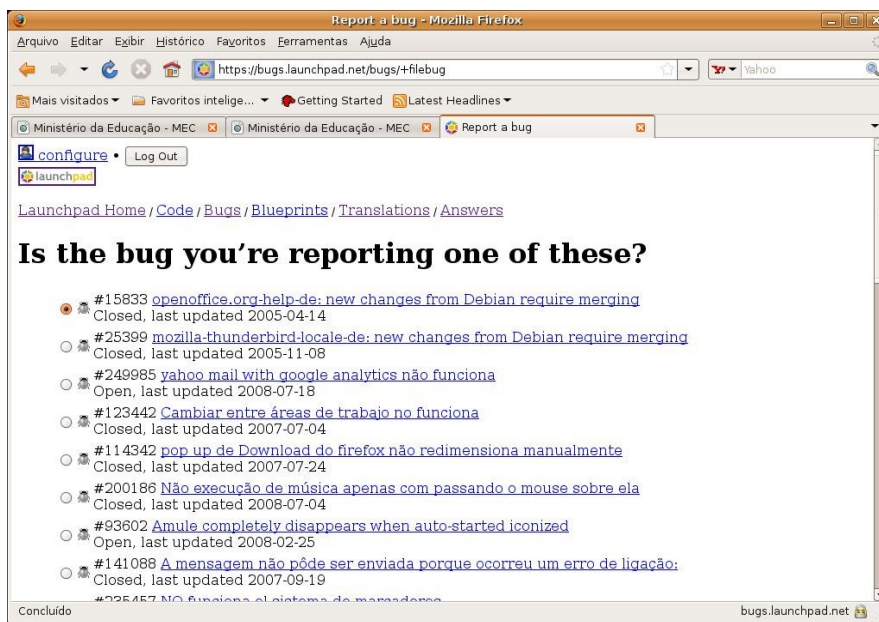 Report a bug - Mozilla Firefox
Arquivo Editar Exibir Histórico Favoritos Ferramentas Ajuda
https://bugs.launchpad.net/bugs/+filebug
Yahoo
Mais visitados Favoritos intelige... Getting Started Latest Headlines
Ministério da Educação - MEC Ministério da Educação - MEC Report a bug
configure • Log Out
launchpad
Launchpad Home / Code / Bugs / Blueprints / Translations / Answers
Is the bug you're reporting one of these?
#15833 openoffice.org-help-de: new changes from Debian require merging
Closed, last updated 2005-04-14
#25399 mozilla-thunderbird-locale-de: new changes from Debian require merging
Closed, last updated 2005-11-08
#249985 yahoo mail with google analytics não funciona
Open, last updated 2008-07-18
#123442 Cambiar entre áreas de trabajo no funciona
Closed, last updated 2007-07-04
#114342 pop up de Download do firefox não redimensiona manualmente
Closed, last updated 2007-07-24
#200186 Não execução de música apenas com passando o mouse sobre ela
Closed, last updated 2008-07-04
#93602 Amule completely disappears when auto-started iconized
Open, last updated 2008-02-25
#141088 A mensagem não pôde ser enviada porque ocorreu um erro de ligação:
Closed, last updated 2007-09-19
#235457 NO funciona el sistema de marcadores
Concluído bugs.launchpad.net